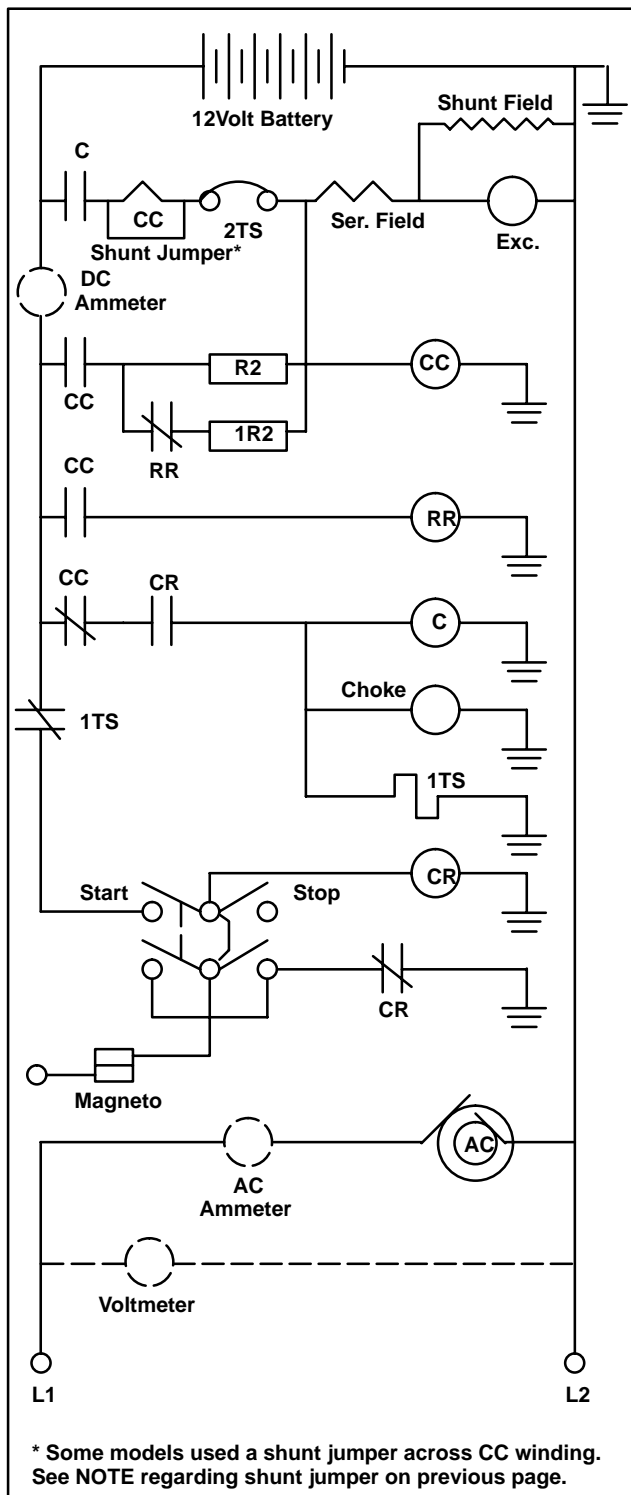 12Volt Battery
Shunt Field
C
CC
2TS
Ser. Field
Exc.
Shunt Jumper*
DC
Ammeter
R2
CC
CC
1R2
RR
CC
RR
CC
CR
C
Choke
1TS
1TS
Start
Stop
CR
CR
Magneto
AC
AC
Ammeter
Voltmeter
L1
L2
* Some models used a shunt jumper across CC winding.
See NOTE regarding shunt jumper on previous page.